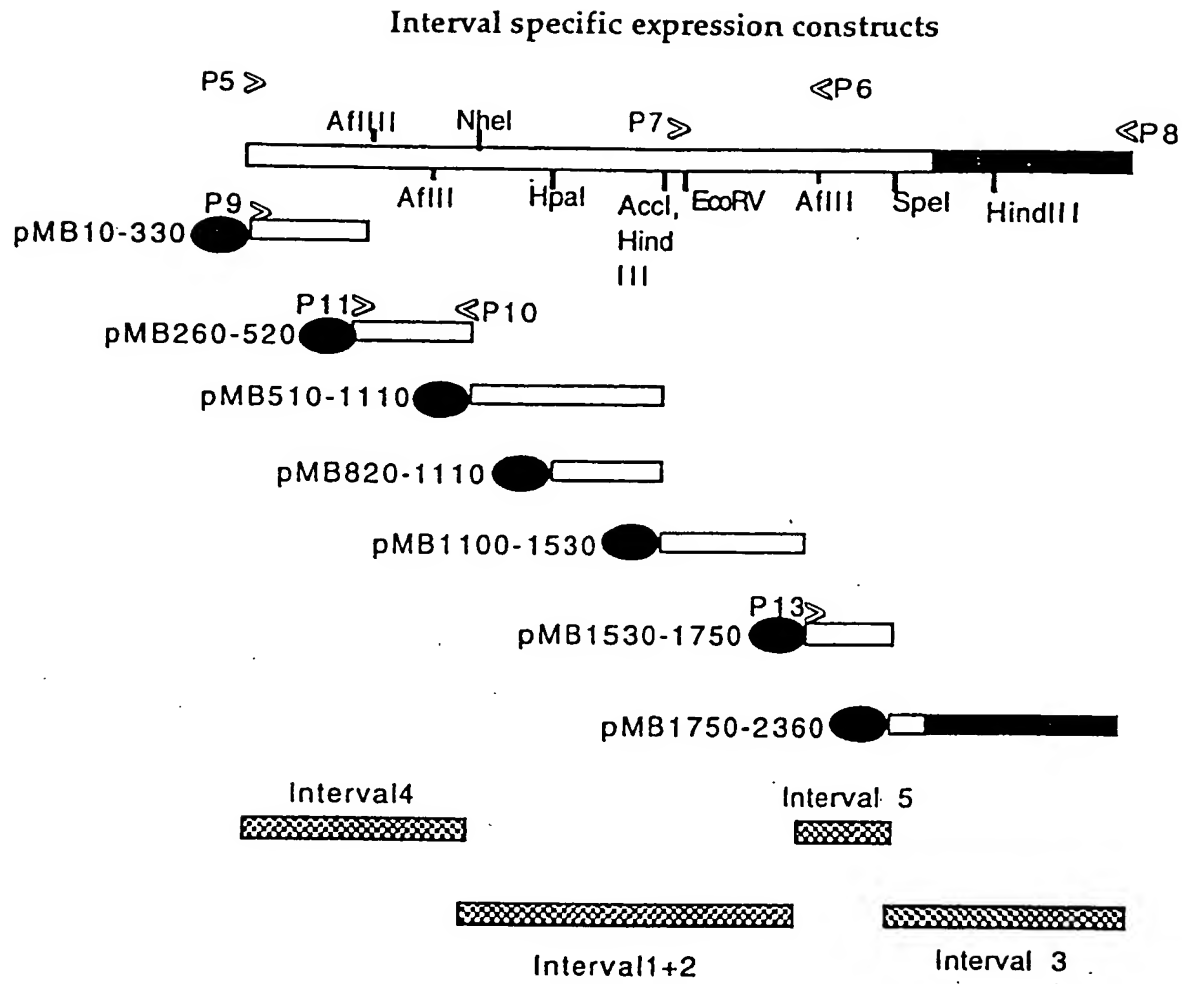 Interval specific expression constructs
P5
P6
AflIII
NheI
P7
P8
AflII
HpaI
AccI,
Hind
III
EcoRV
AflII
SpeI
HindIII
P9
pMB10-330
P11
P10
pMB260-520
pMB510-1110
pMB820-1110
pMB1100-1530
P13
pMB1530-1750
pMB1750-2360
Interval4
Interval 5
Interval1+2
Interval 3